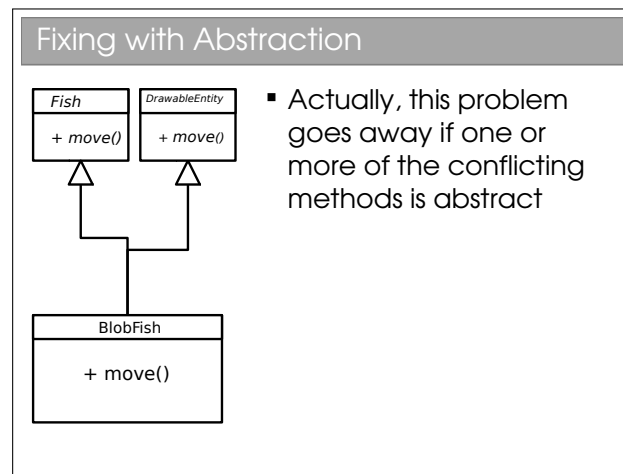 Fixing with Abstraction
Fish
+ move()
DrawableEntity
+ move()
BlobFish
+ move()
▪ Actually, this problem
goes away if one or
more of the conflicting
methods is abstract